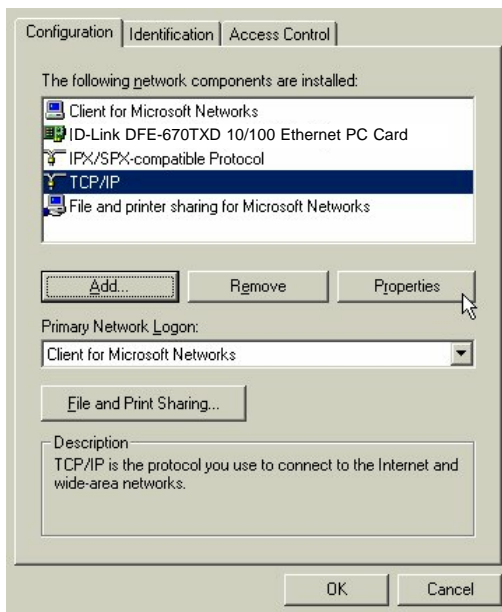 Configuration Identification Access Control
The following network components are installed:
Client for Microsoft Networks
ID-Link DFE-670TXD 10/100 Ethernet PC Card
IPX/SPX-compatible Protocol
TCP/IP
File and printer sharing for Microsoft Networks
Add... Remove Properties
Primary Network Logon:
Client for Microsoft Networks
File and Print Sharing...
Description
TCP/IP is the protocol you use to connect to the Internet and
wide-area networks.
OK Cancel